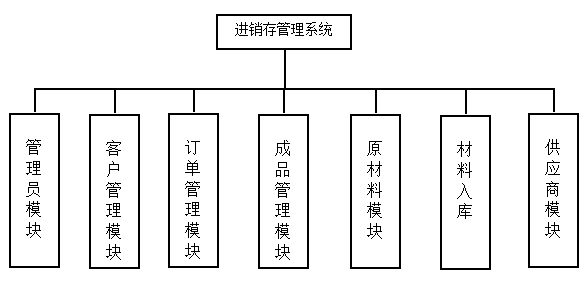 进销存管理系统
管理员模块
客户管理模块
订单管理模块
成品管理模块
原材料模块
材料入库
供应商模块